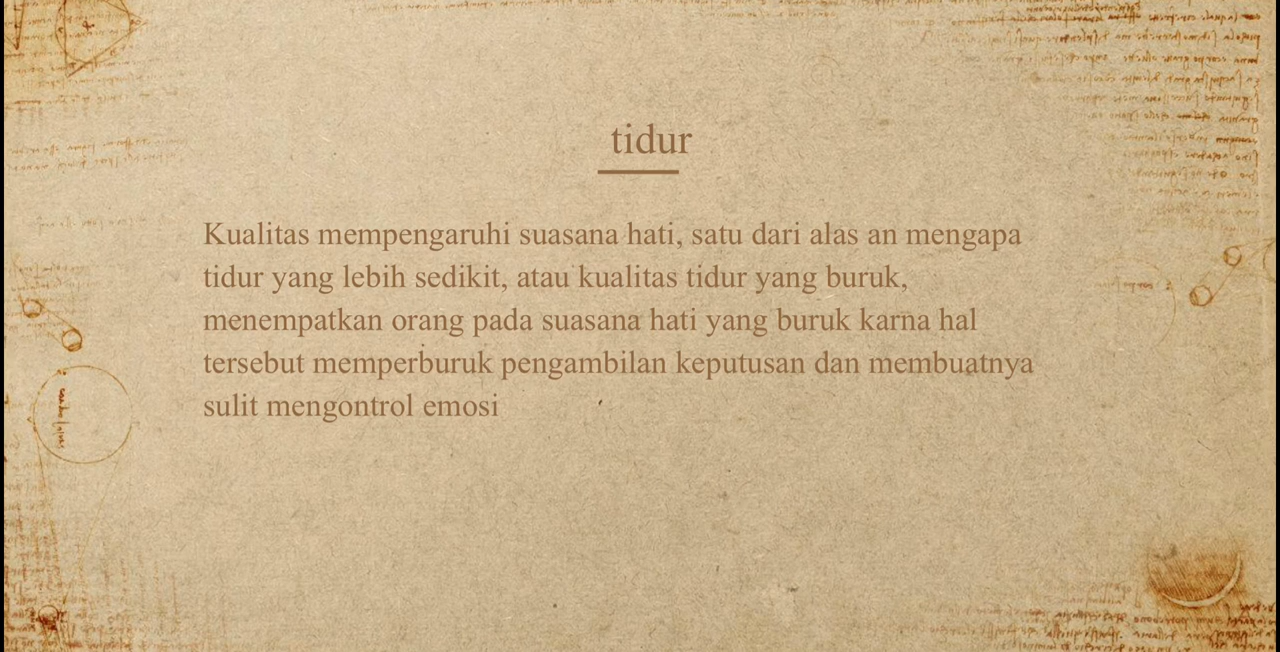 tidur
Kualitas mempengaruhi suasana hati, satu dari alas an mengapa
tidur yang lebih sedikit, atau kualitas tidur yang buruk,
menempatkan orang pada suasana hati yang buruk karna hal
tersebut memperburuk pengambilan keputusan dan membuatnya
sulit mengontrol emosi